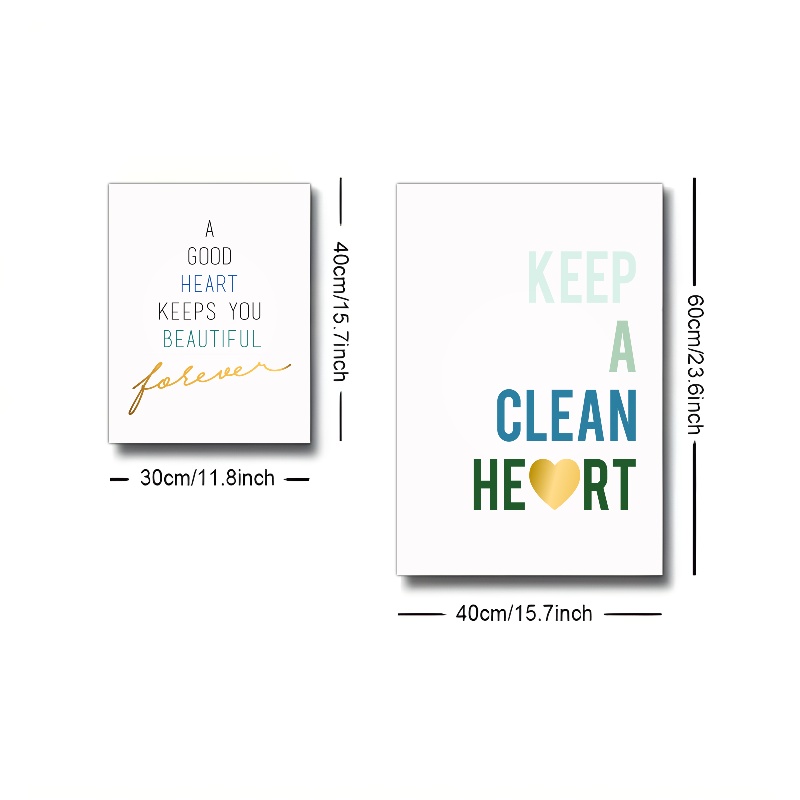 A
GOOD
HEART
KEEPS YOU
BEAUTIFUL
forever
40cm/15.7inch
30cm/11.8inch
KEEP
A
CLEAN
HE RT
60cm/23.6inch
40cm/15.7inch